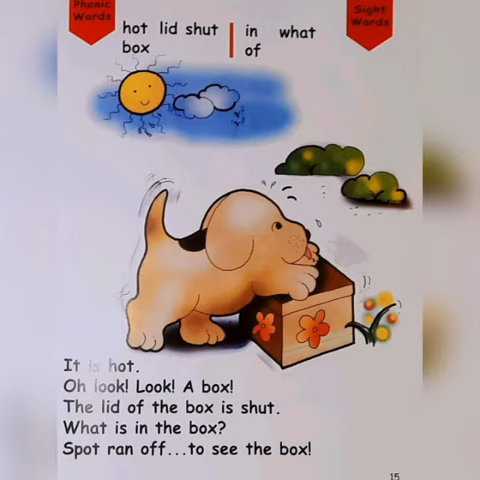 Phonic Words
hot lid shut
box
in what
of
Sight Words
It is hot.
Oh look! Look! A box!
The lid of the box is shut.
What is in the box?
Spot ran off...to see the box!
15